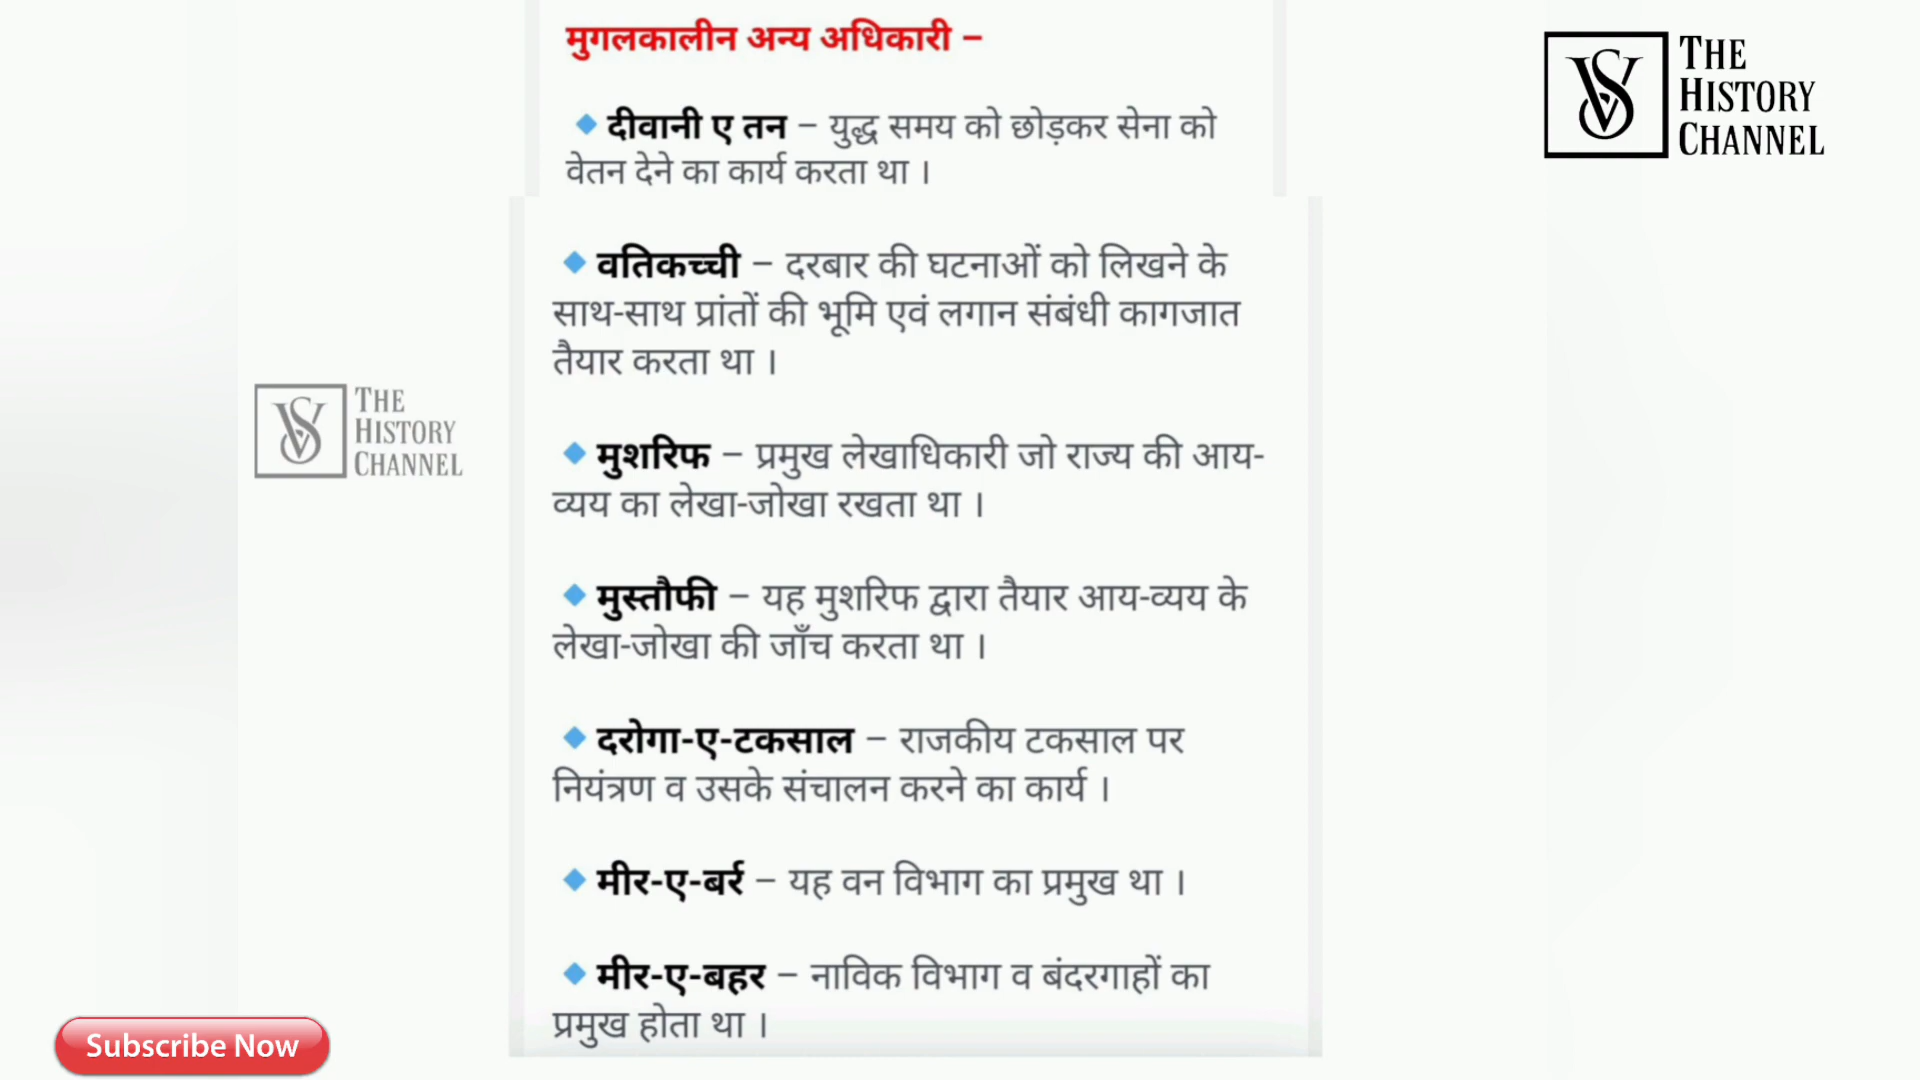 मुगलकालीन अन्य अधिकारी –
🔹दीवानी ए तन – युद्ध समय को छोड़कर सेना को
वेतन देने का कार्य करता था ।
🔹वतिकच्ची – दरबार की घटनाओं को लिखने के
साथ-साथ प्रांतों की भूमि एवं लगान संबंधी कागजात
तैयार करता था ।
🔹मुशरिफ – प्रमुख लेखाधिकारी जो राज्य की आय-
व्यय का लेखा-जोखा रखता था ।
🔹मुस्तौफी – यह मुशरिफ द्वारा तैयार आय-व्यय के
लेखा-जोखा की जाँच करता था ।
🔹दरोगा-ए-टकसाल – राजकीय टकसाल पर
नियंत्रण व उसके संचालन करने का कार्य ।
🔹मीर-ए-बर्र – यह वन विभाग का प्रमुख था ।
🔹मीर-ए-बहर – नाविक विभाग व बंदरगाहों का
प्रमुख होता था ।
VS
THE
HISTORY
CHANNEL
VS
THE
HISTORY
CHANNEL
Subscribe Now